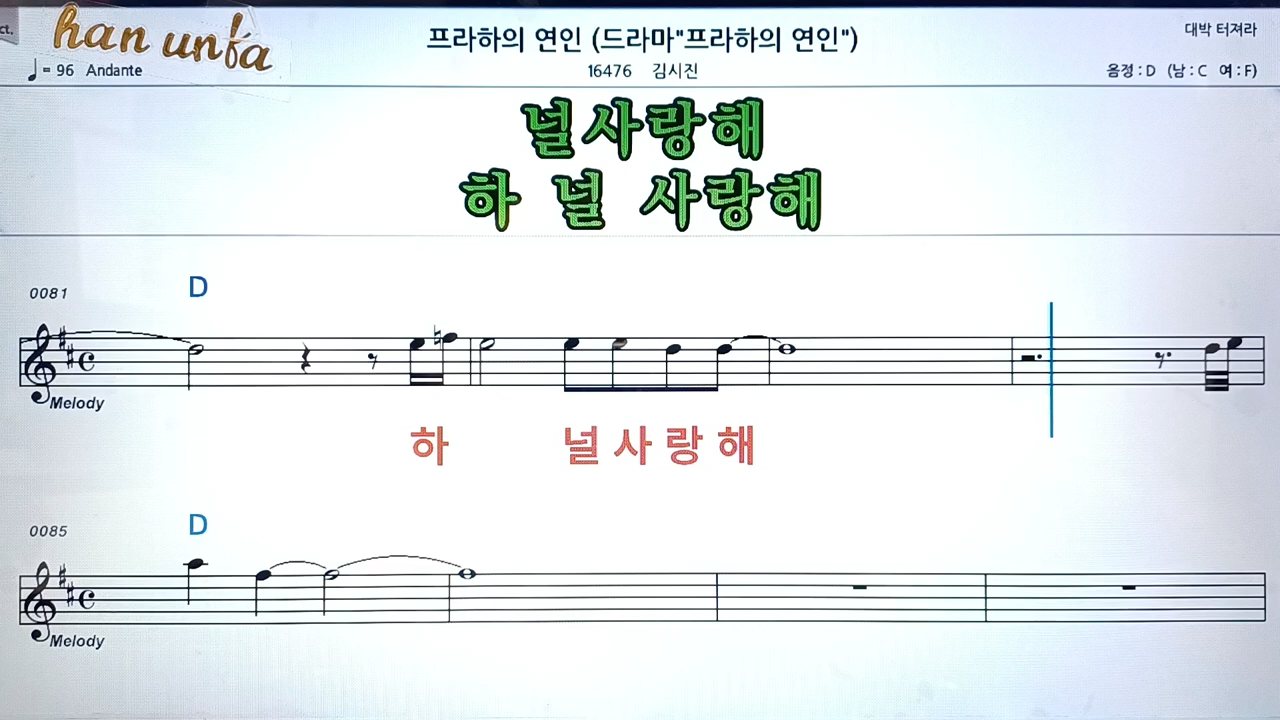 ct.
han unfa
프라하의 연인 (드라마"프라하의 연인")
대박 터져라
♩= 96 Andante
16476 김시진
음정 : D (남 : C 여 : F)
널사랑해
하 널 사랑해
0081
D
Melody
하 널 사 랑 해
0085
D
Melody